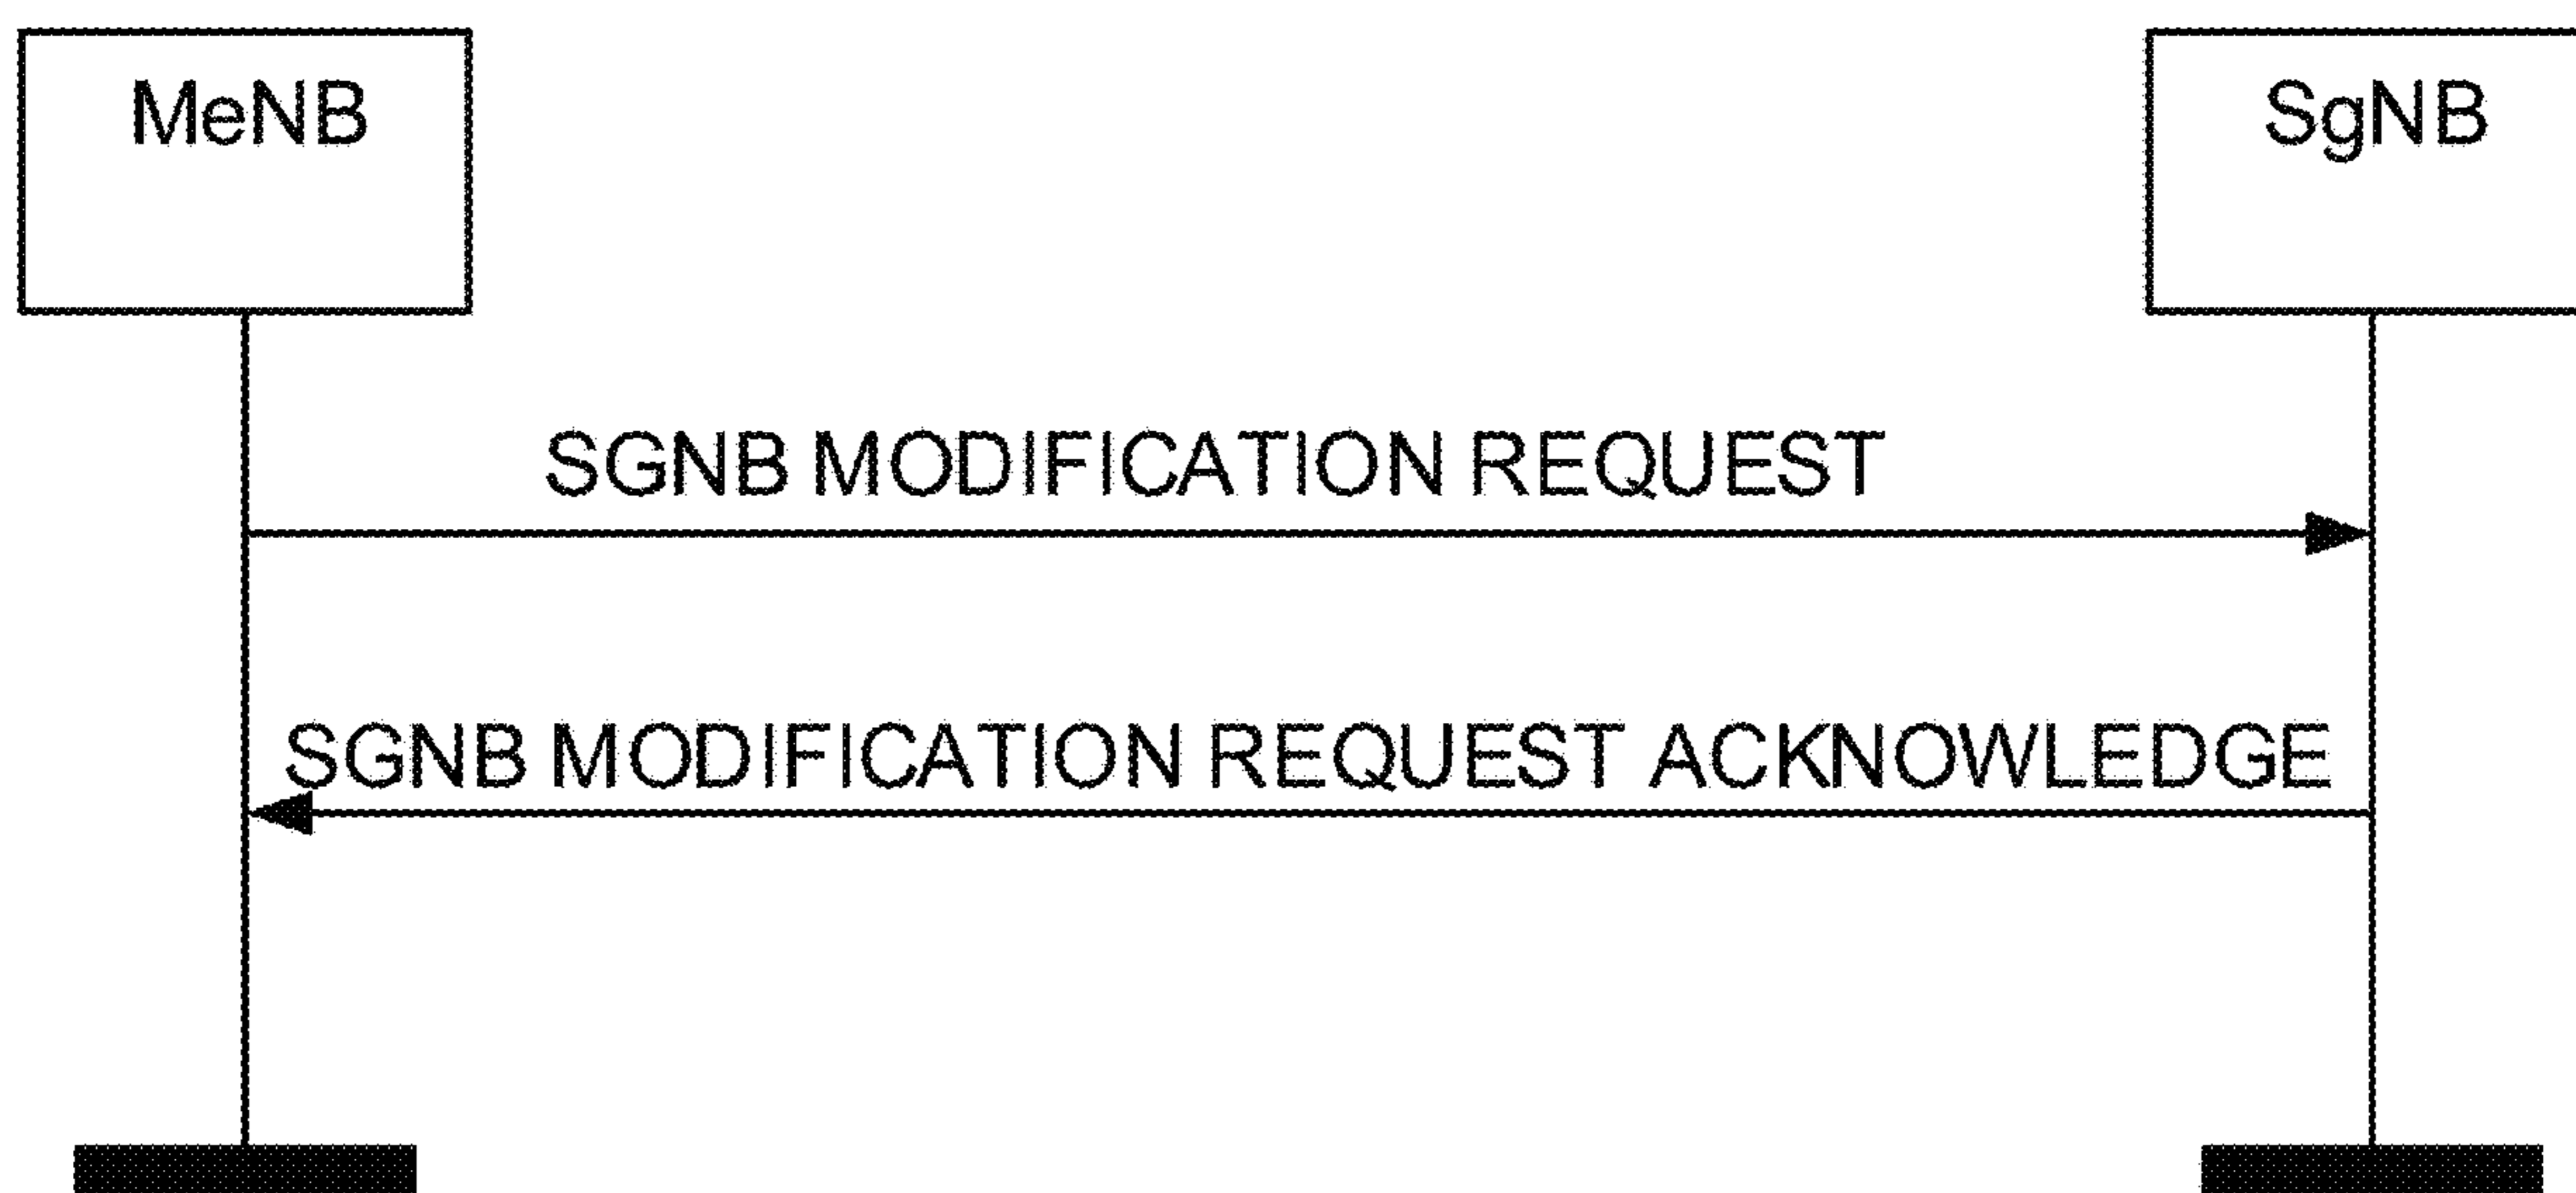 MeNB
SgNB
SGNB MODIFICATION REQUEST
SGNB MODIFICATION REQUEST ACKNOWLEDGE